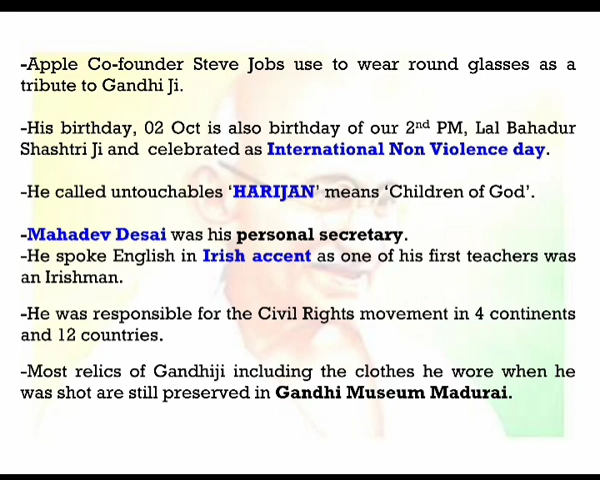 -Apple Co-founder Steve Jobs use to wear round glasses as a
tribute to Gandhi Ji.
-His birthday, 02 Oct is also birthday of our 2nd PM, Lal Bahadur
Shashtri Ji and celebrated as International Non Violence day.
-He called untouchables ‘HARIJAN’ means ‘Children of God’.
-Mahadev Desai was his personal secretary.
-He spoke English in Irish accent as one of his first teachers was
an Irishman.
-He was responsible for the Civil Rights movement in 4 continents
and 12 countries.
-Most relics of Gandhiji including the clothes he wore when he
was shot are still preserved in Gandhi Museum Madurai.